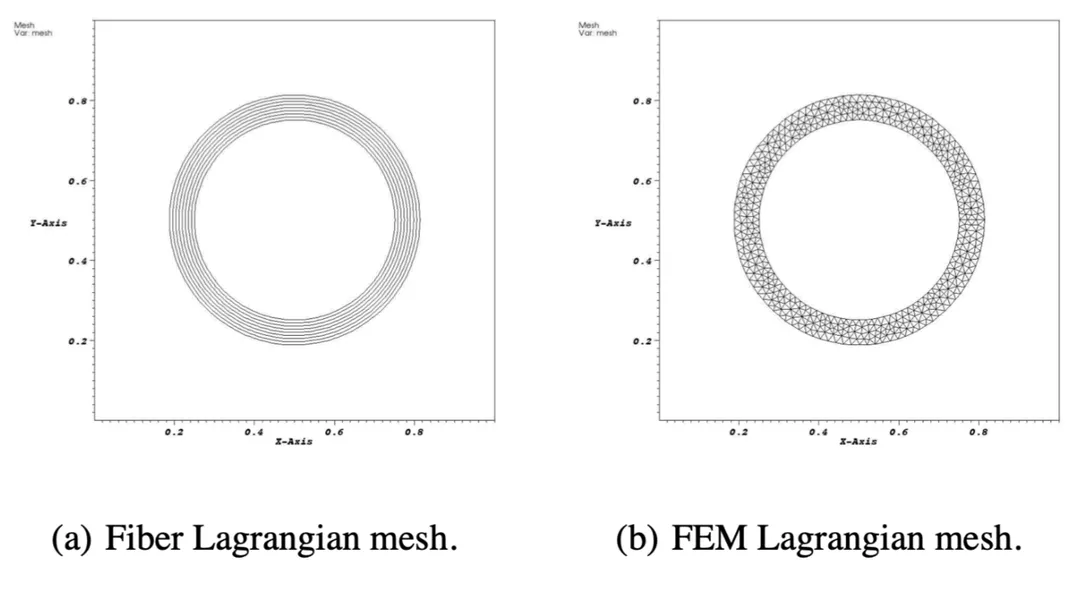 Mesh
Var: mesh
0.8
0.6
Y-Axis
0.4
0.2
0.2 0.4 0.6 0.8
X-Axis
(a) Fiber Lagrangian mesh.
Mesh
Var: mesh
0.8
0.6
Y-Axis
0.4
0.2
0.2 0.4 0.6 0.8
X-Axis
(b) FEM Lagrangian mesh.